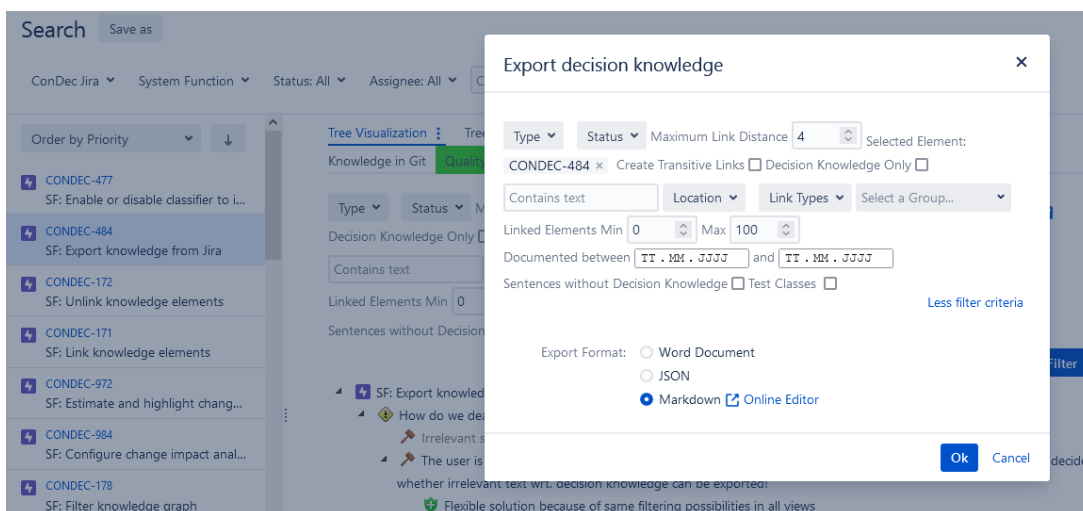 Search Save as
ConDec Jira System Function Status: All Assignee: All C
Order by Priority
CONDEC-477
SF: Enable or disable classifier to i...
CONDEC-484
SF: Export knowledge from Jira
CONDEC-172
SF: Unlink knowledge elements
CONDEC-171
SF: Link knowledge elements
CONDEC-972
SF: Estimate and highlight chang...
CONDEC-984
SF: Configure change impact anal...
CONDEC-178
SF: Filter knowledge graph
Tree Visualization Tree
Knowledge in Git Quality
Type Status M
Decision Knowledge Only
Contains text
Linked Elements Min 0
Sentences without Decision
Filter
SF: Export knowled
How do we dea
Irrelevant s
The user is decide
whether irrelevant text wrt. decision knowledge can be exported!
Flexible solution because of same filtering possibilities in all views
Export decision knowledge
Type Status Maximum Link Distance 4 Selected Element:
CONDEC-484 × Create Transitive Links Decision Knowledge Only
Contains text Location Link Types Select a Group...
Linked Elements Min 0 Max 100
Documented between TT.MM.JJJJ and TT.MM.JJJJ
Sentences without Decision Knowledge Test Classes
Less filter criteria
Export Format: Word Document
JSON
Markdown Online Editor
Ok Cancel